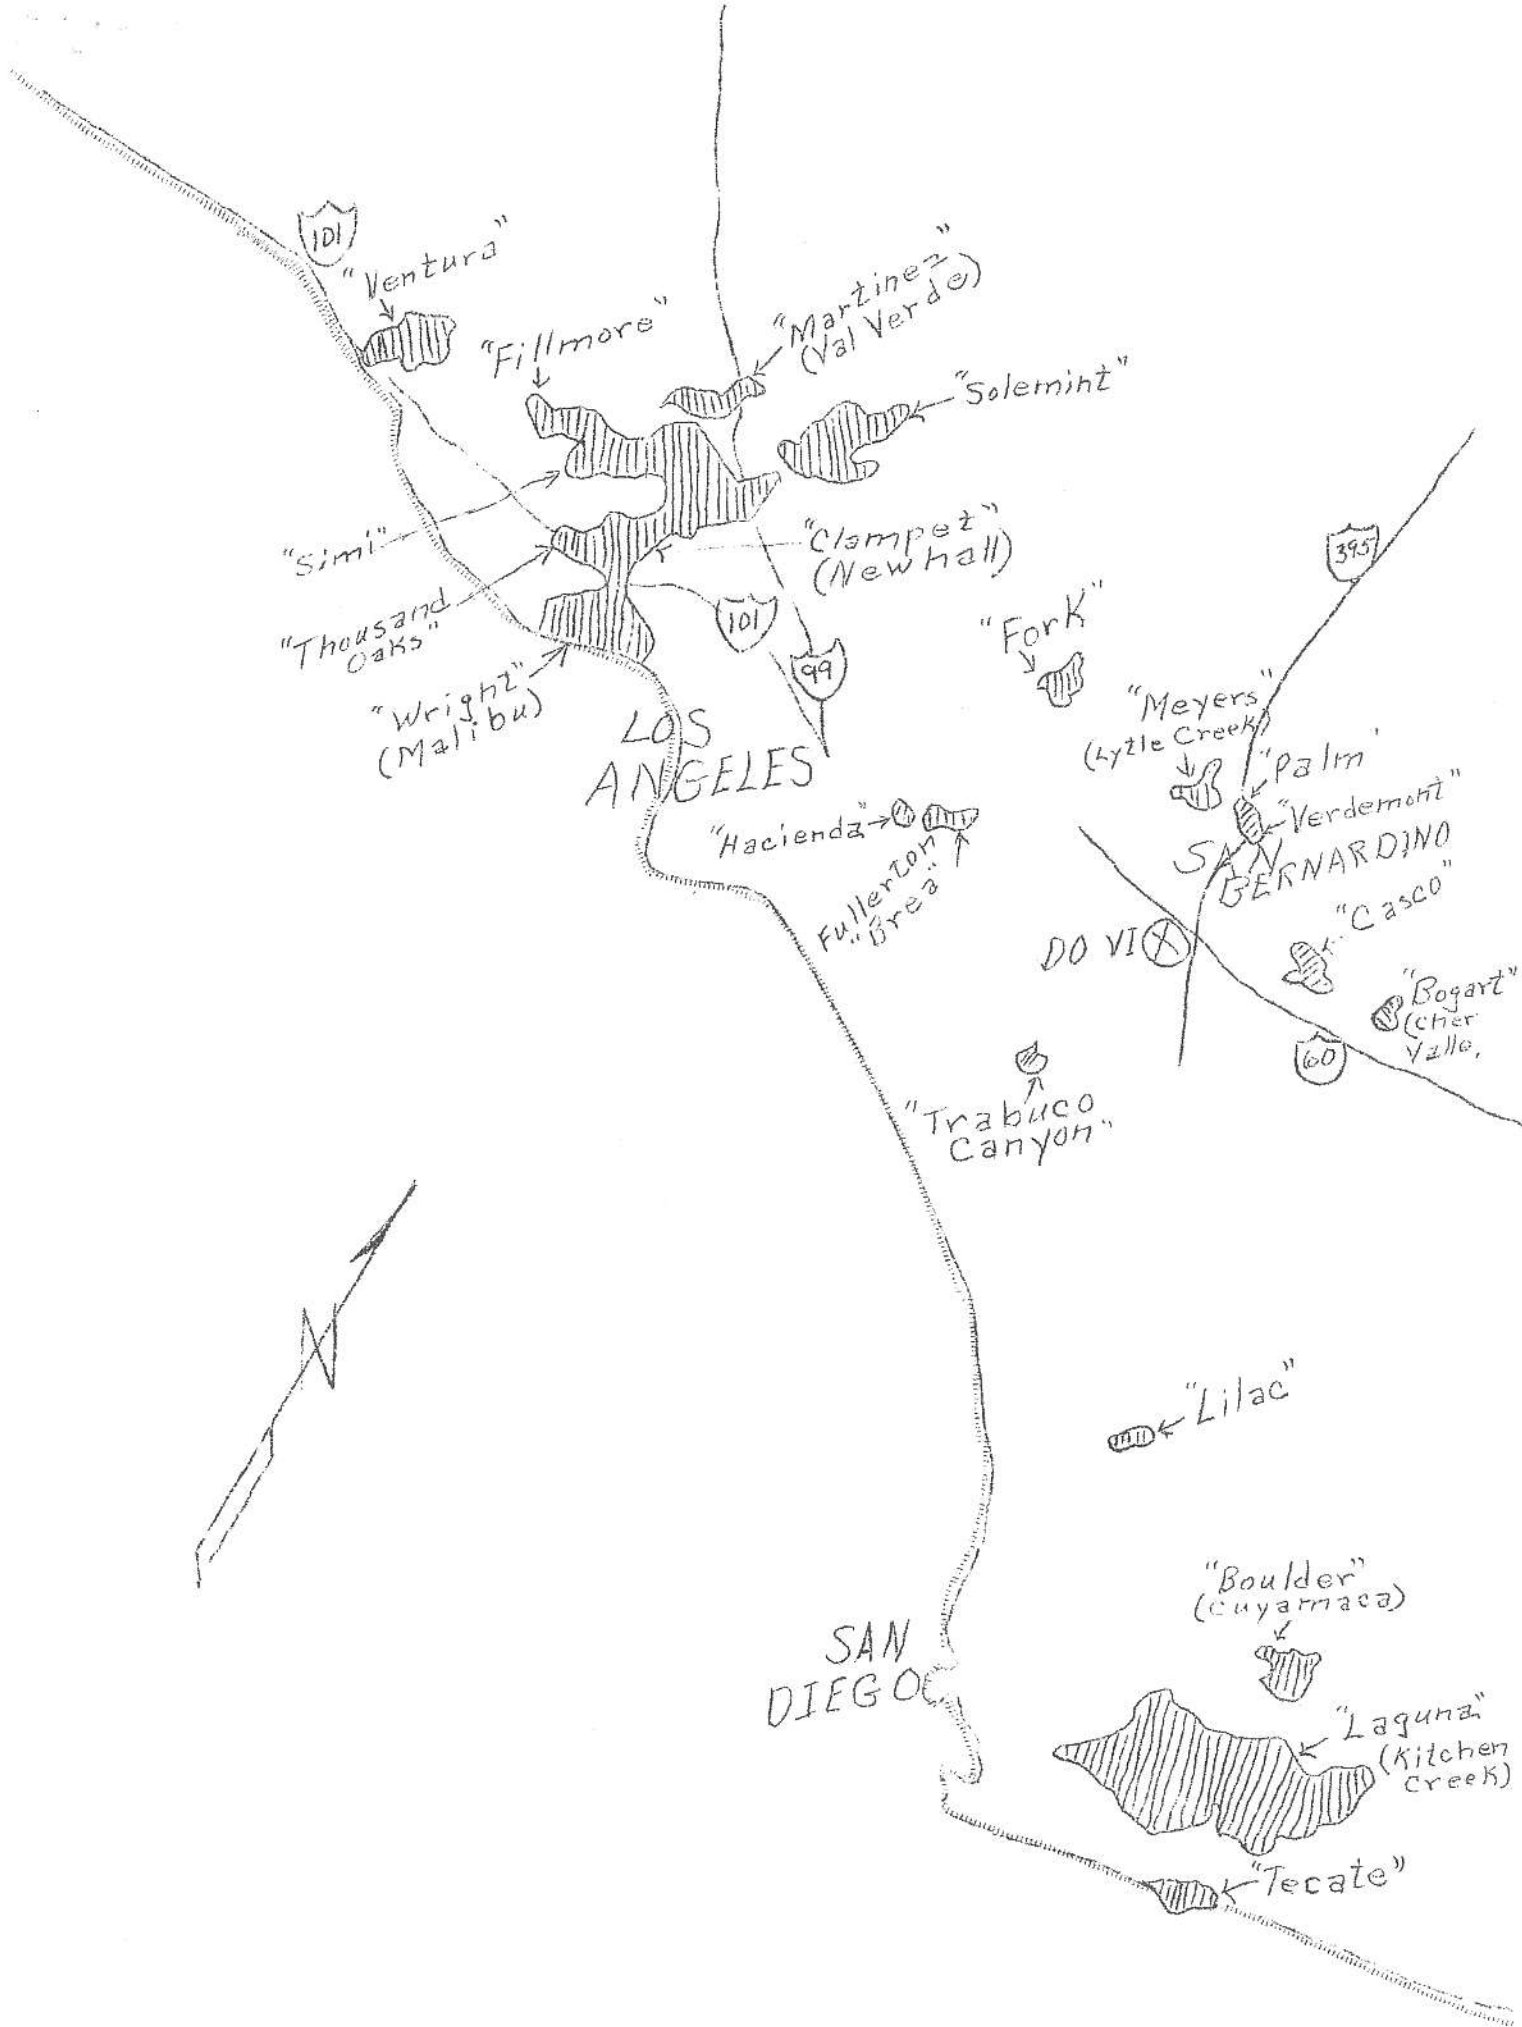 101
"Ventura"
"Fillmore"
"Martinez"
(Val Verde)
"Solemint"
"Simi"
"Clampet"
(Newhall)
395
"Thousand
Oaks"
101
99
"Fork"
"Wright"
(Malibu)
"Meyers"
(Lytle Creek)
LOS
ANGELES
"Palm"
"Hacienda"
"Verdemont"
SAN
BERNARDINO
Fullerton
"Brea"
"Casco"
DO VI X
"Bogart"
(Cher
Valle,
60
"Trabuco
Canyon"
N
"Lilac"
"Boulder"
(Cuyamaca)
SAN
DIEGO
"Laguna"
(Kitchen
Creek)
"Tecate"